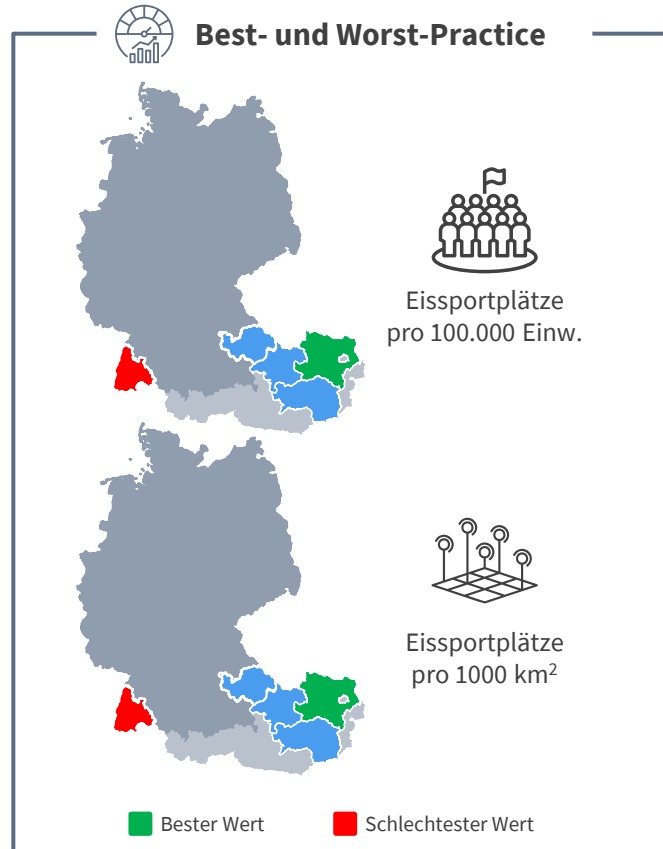 Best- und Worst-Practice
Eissportplätze
pro 100.000 Einw.
Eissportplätze
pro 1000 km²
Bester Wert
Schlechtester Wert